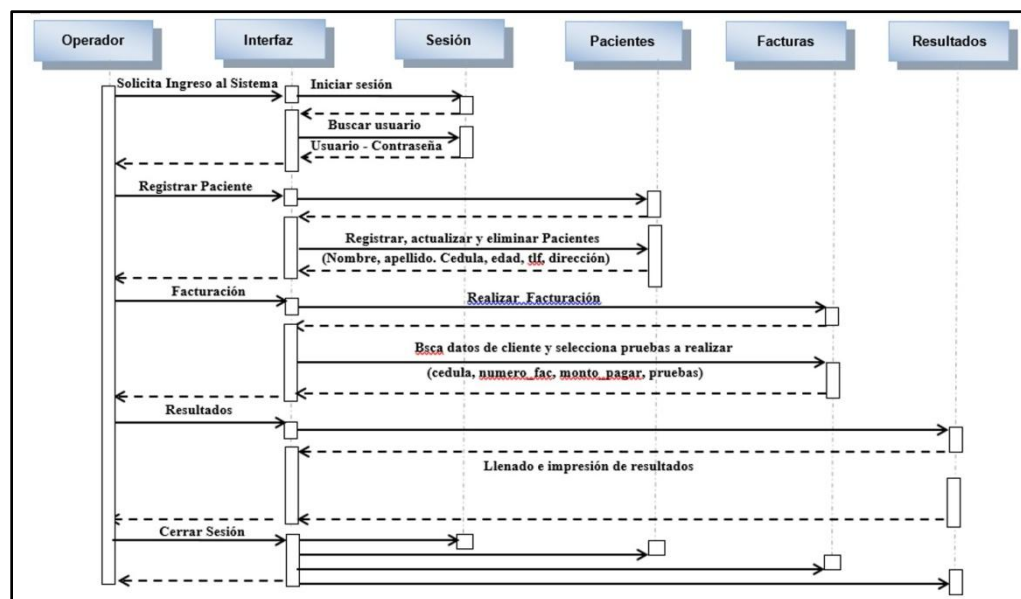 Operador
Interfaz
Sesión
Pacientes
Facturas
Resultados
Solicita Ingreso al Sistema
Iniciar sesión
Buscar usuario
Usuario - Contraseña
Registrar Paciente
Registrar, actualizar y eliminar Pacientes
(Nombre, apellido. Cedula, edad, tlf, dirección)
Facturación
Realizar Facturación
Bsca datos de cliente y selecciona pruebas a realizar
(cedula, numero_fac, monto_pagar, pruebas)
Resultados
Llenado e impresión de resultados
Cerrar Sesión